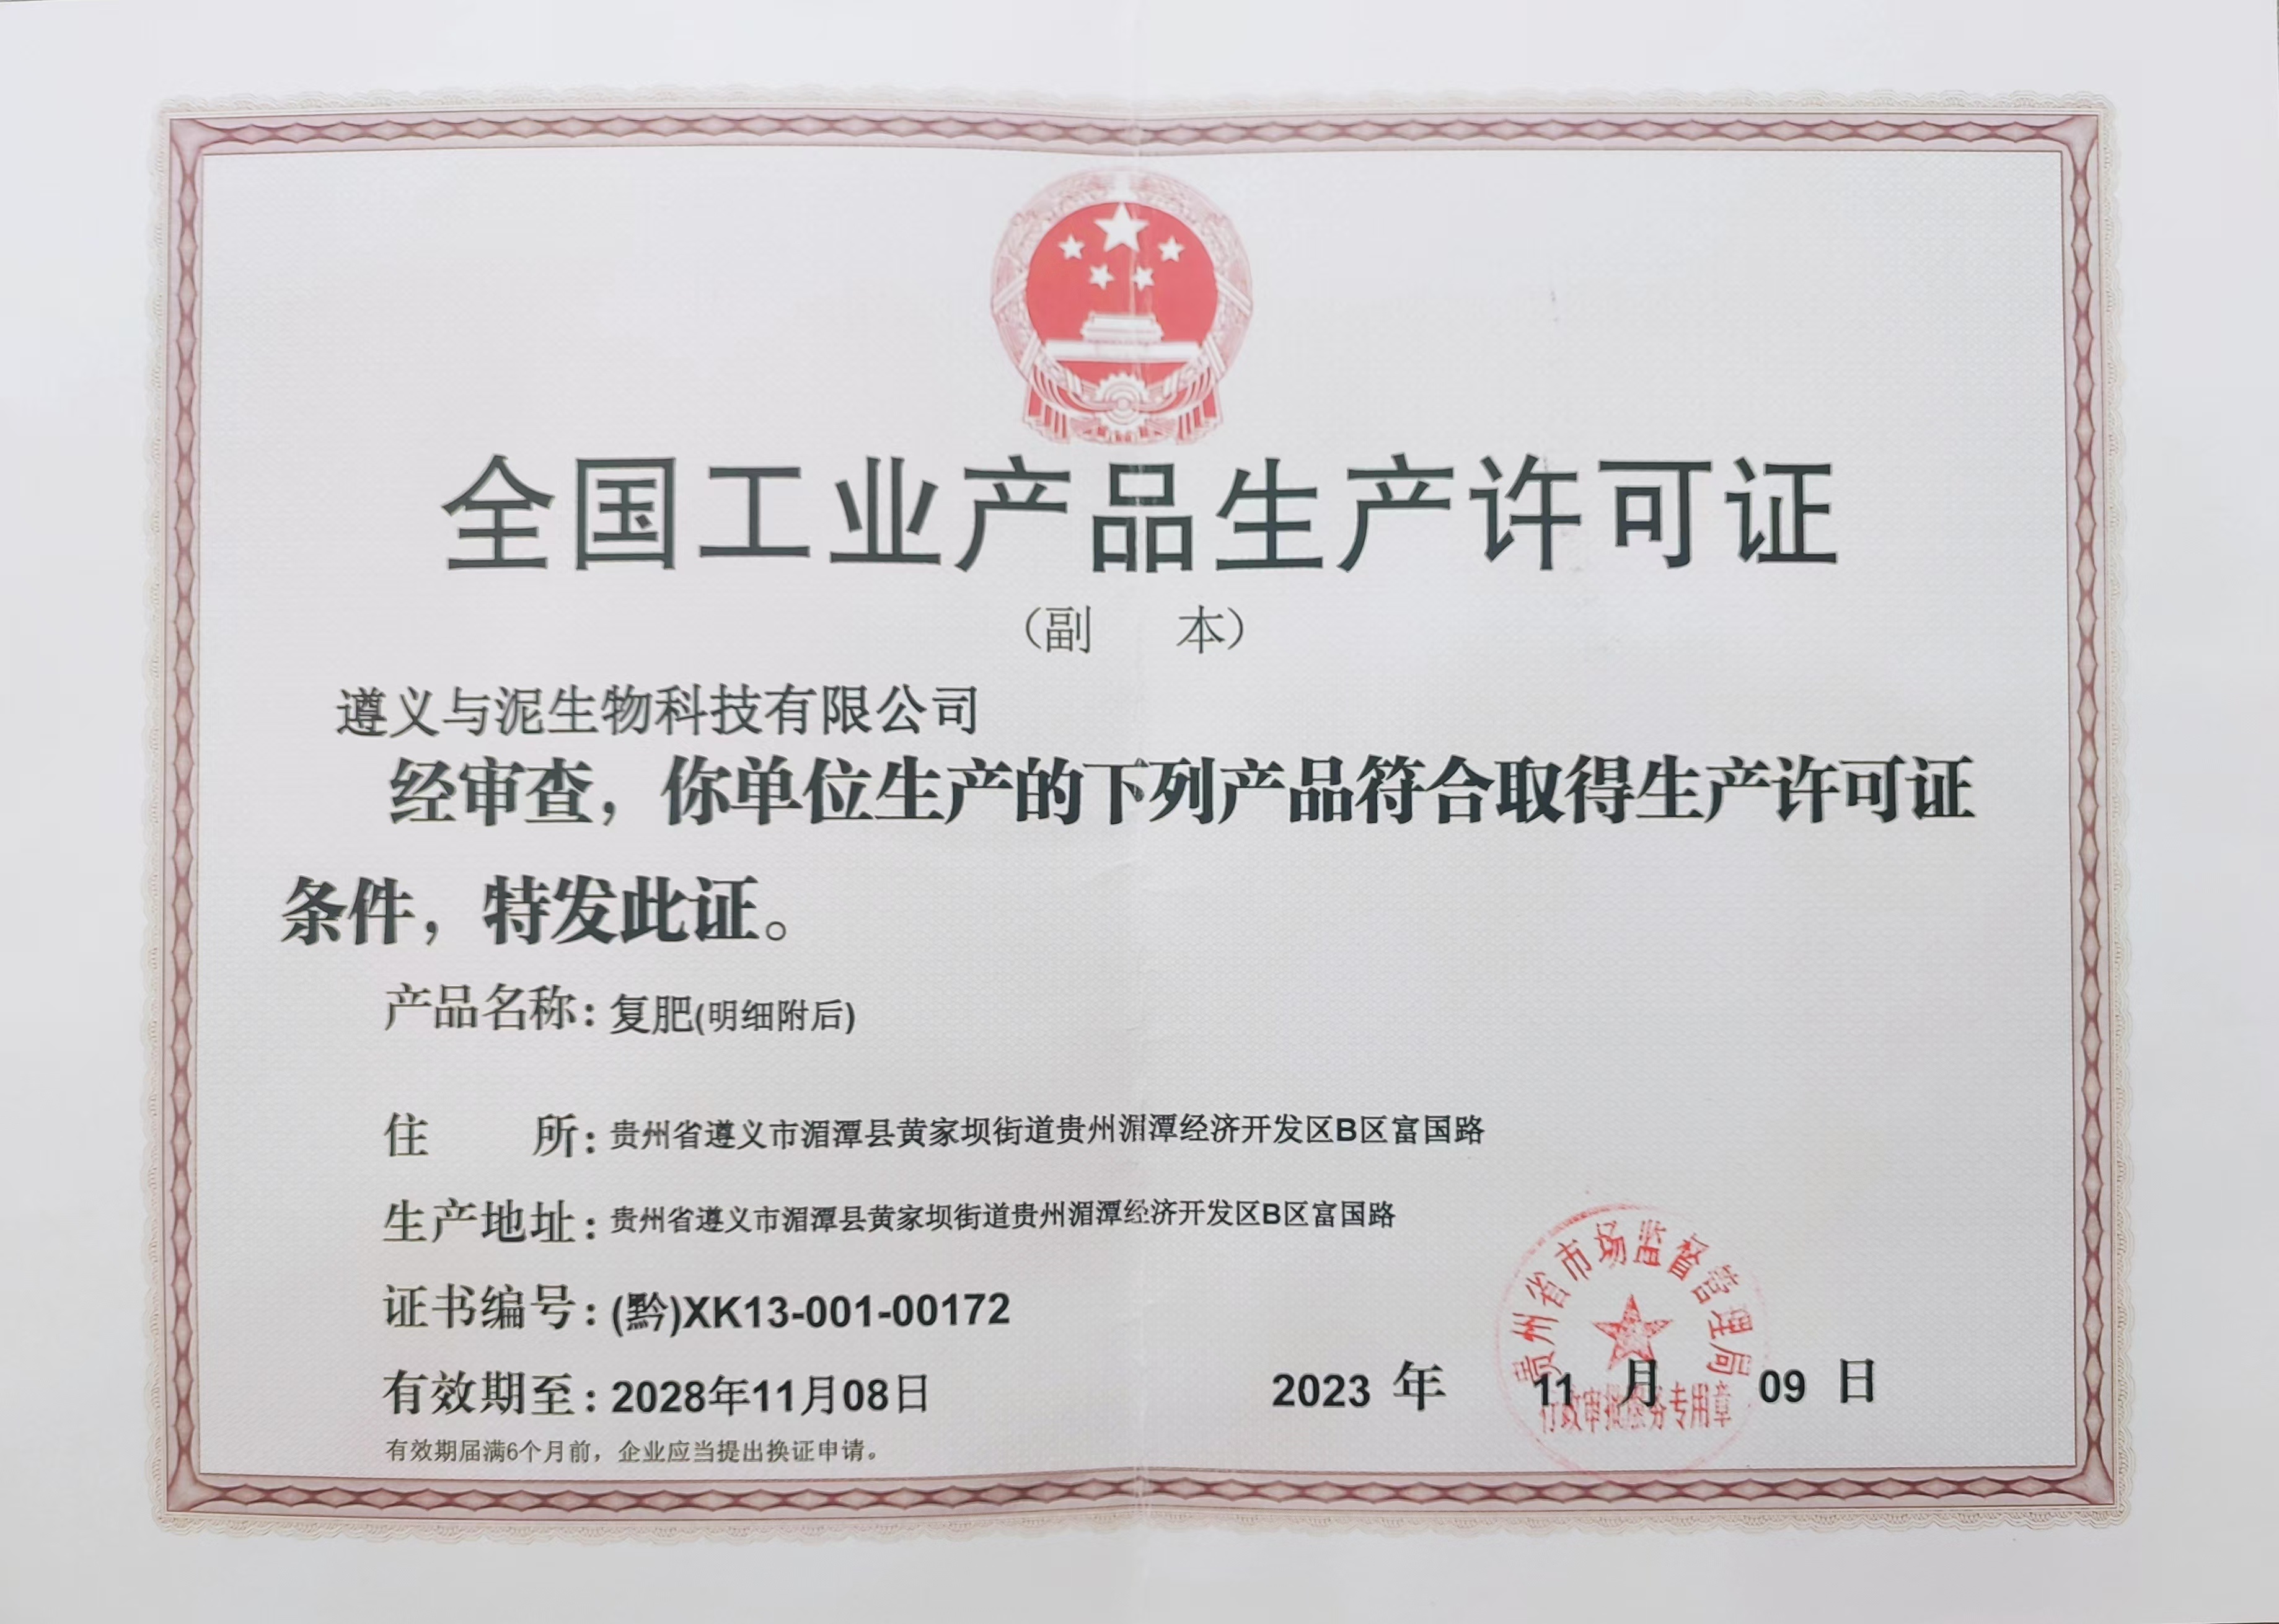 全国工业产品生产许可证
（副 本）
遵义与泥生物科技有限公司
经审查，你单位生产的下列产品符合取得生产许可证
条件，特发此证。
产品名称：复肥(明细附后)
住 所：贵州省遵义市湄潭县黄家坝街道贵州湄潭经济开发区B区富国路
生产地址：贵州省遵义市湄潭县黄家坝街道贵州湄潭经济开发区B区富国路
证书编号：(黔)XK13-001-00172
有效期至：2028年11月08日
2023 年 11 月 09 日
有效期届满6个月前，企业应当提出换证申请。
贵州省市场监督管理局
行政审批服务专用章